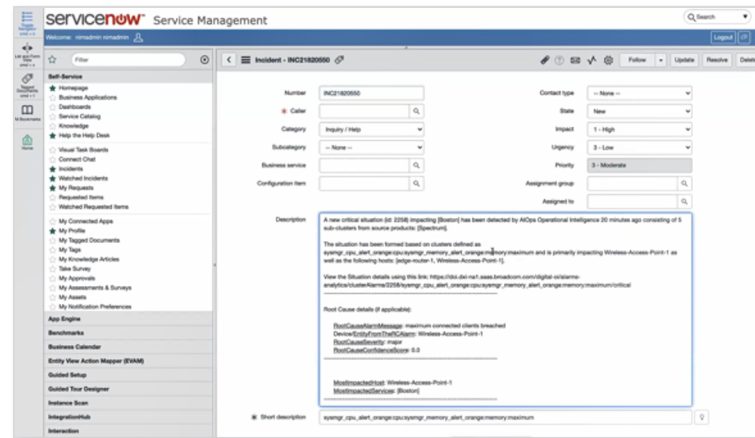 servicenow Service Management
Search
Welcome: nimadmin nimadmin
Logout
Filter
Incident - INC21820550
Follow
Update
Resolve
Delete
Self-Service
Homepage
Business Applications
Dashboards
Service Catalog
Knowledge
Help the Help Desk
Visual Task Boards
Connect Chat
Incidents
Watched Incidents
My Requests
Requested Items
Watched Requested Items
My Connected Apps
My Profile
My Tagged Documents
My Tags
My Knowledge Articles
Take Survey
My Approvals
My Assessments & Surveys
My Assets
My Notification Preferences
App Engine
Benchmarks
Business Calendar
Entity View Action Mapper (EVAM)
Guided Setup
Guided Tour Designer
Instance Scan
IntegrationHub
Interaction
Home
Number INC21820550
Caller
Category Inquiry / Help
Subcategory -- None --
Business service
Configuration item
Contact type -- None --
State New
Impact 1 - High
Urgency 3 - Low
Priority 3 - Moderate
Assignment group
Assigned to
Description
A new critical situation (id: 2258) impacting [Boston] has been detected by AIOps Operational Intelligence 20 minutes ago consisting of 5
sub-clusters from source products: [Spectrum].
The situation has been formed based on clusters defined as
sysmgr_cpu_alert_orange:cpu:sysmgr_memory_alert_orange:memory:maximum and is primarily impacting Wireless-Access-Point-1 as
well as the following hosts: [edge-router-1, Wireless-Access-Point-1].
View the Situation details using this link: https://doi.dxi-na1.saas.broadcom.com/digital-oi/alarms-
analytics/clusterAlarms/2258/sysmgr_cpu_alert_orange:cpu:sysmgr_memory_alert_orange:memory:maximum/critical
Root Cause details (if applicable):
RootCauseAlarmMessage: maximum connected clients breached
Device/EntityFromTheRCAlarm: Wireless-Access-Point-1
RootCauseSeverity: major
RootCauseConfidenceScore: 0.0
MostImpactedHost: Wireless-Access-Point-1
MostImpactedServices: [Boston]
Short description sysmgr_cpu_alert_orange:cpu:sysmgr_memory_alert_orange:memory:maximum